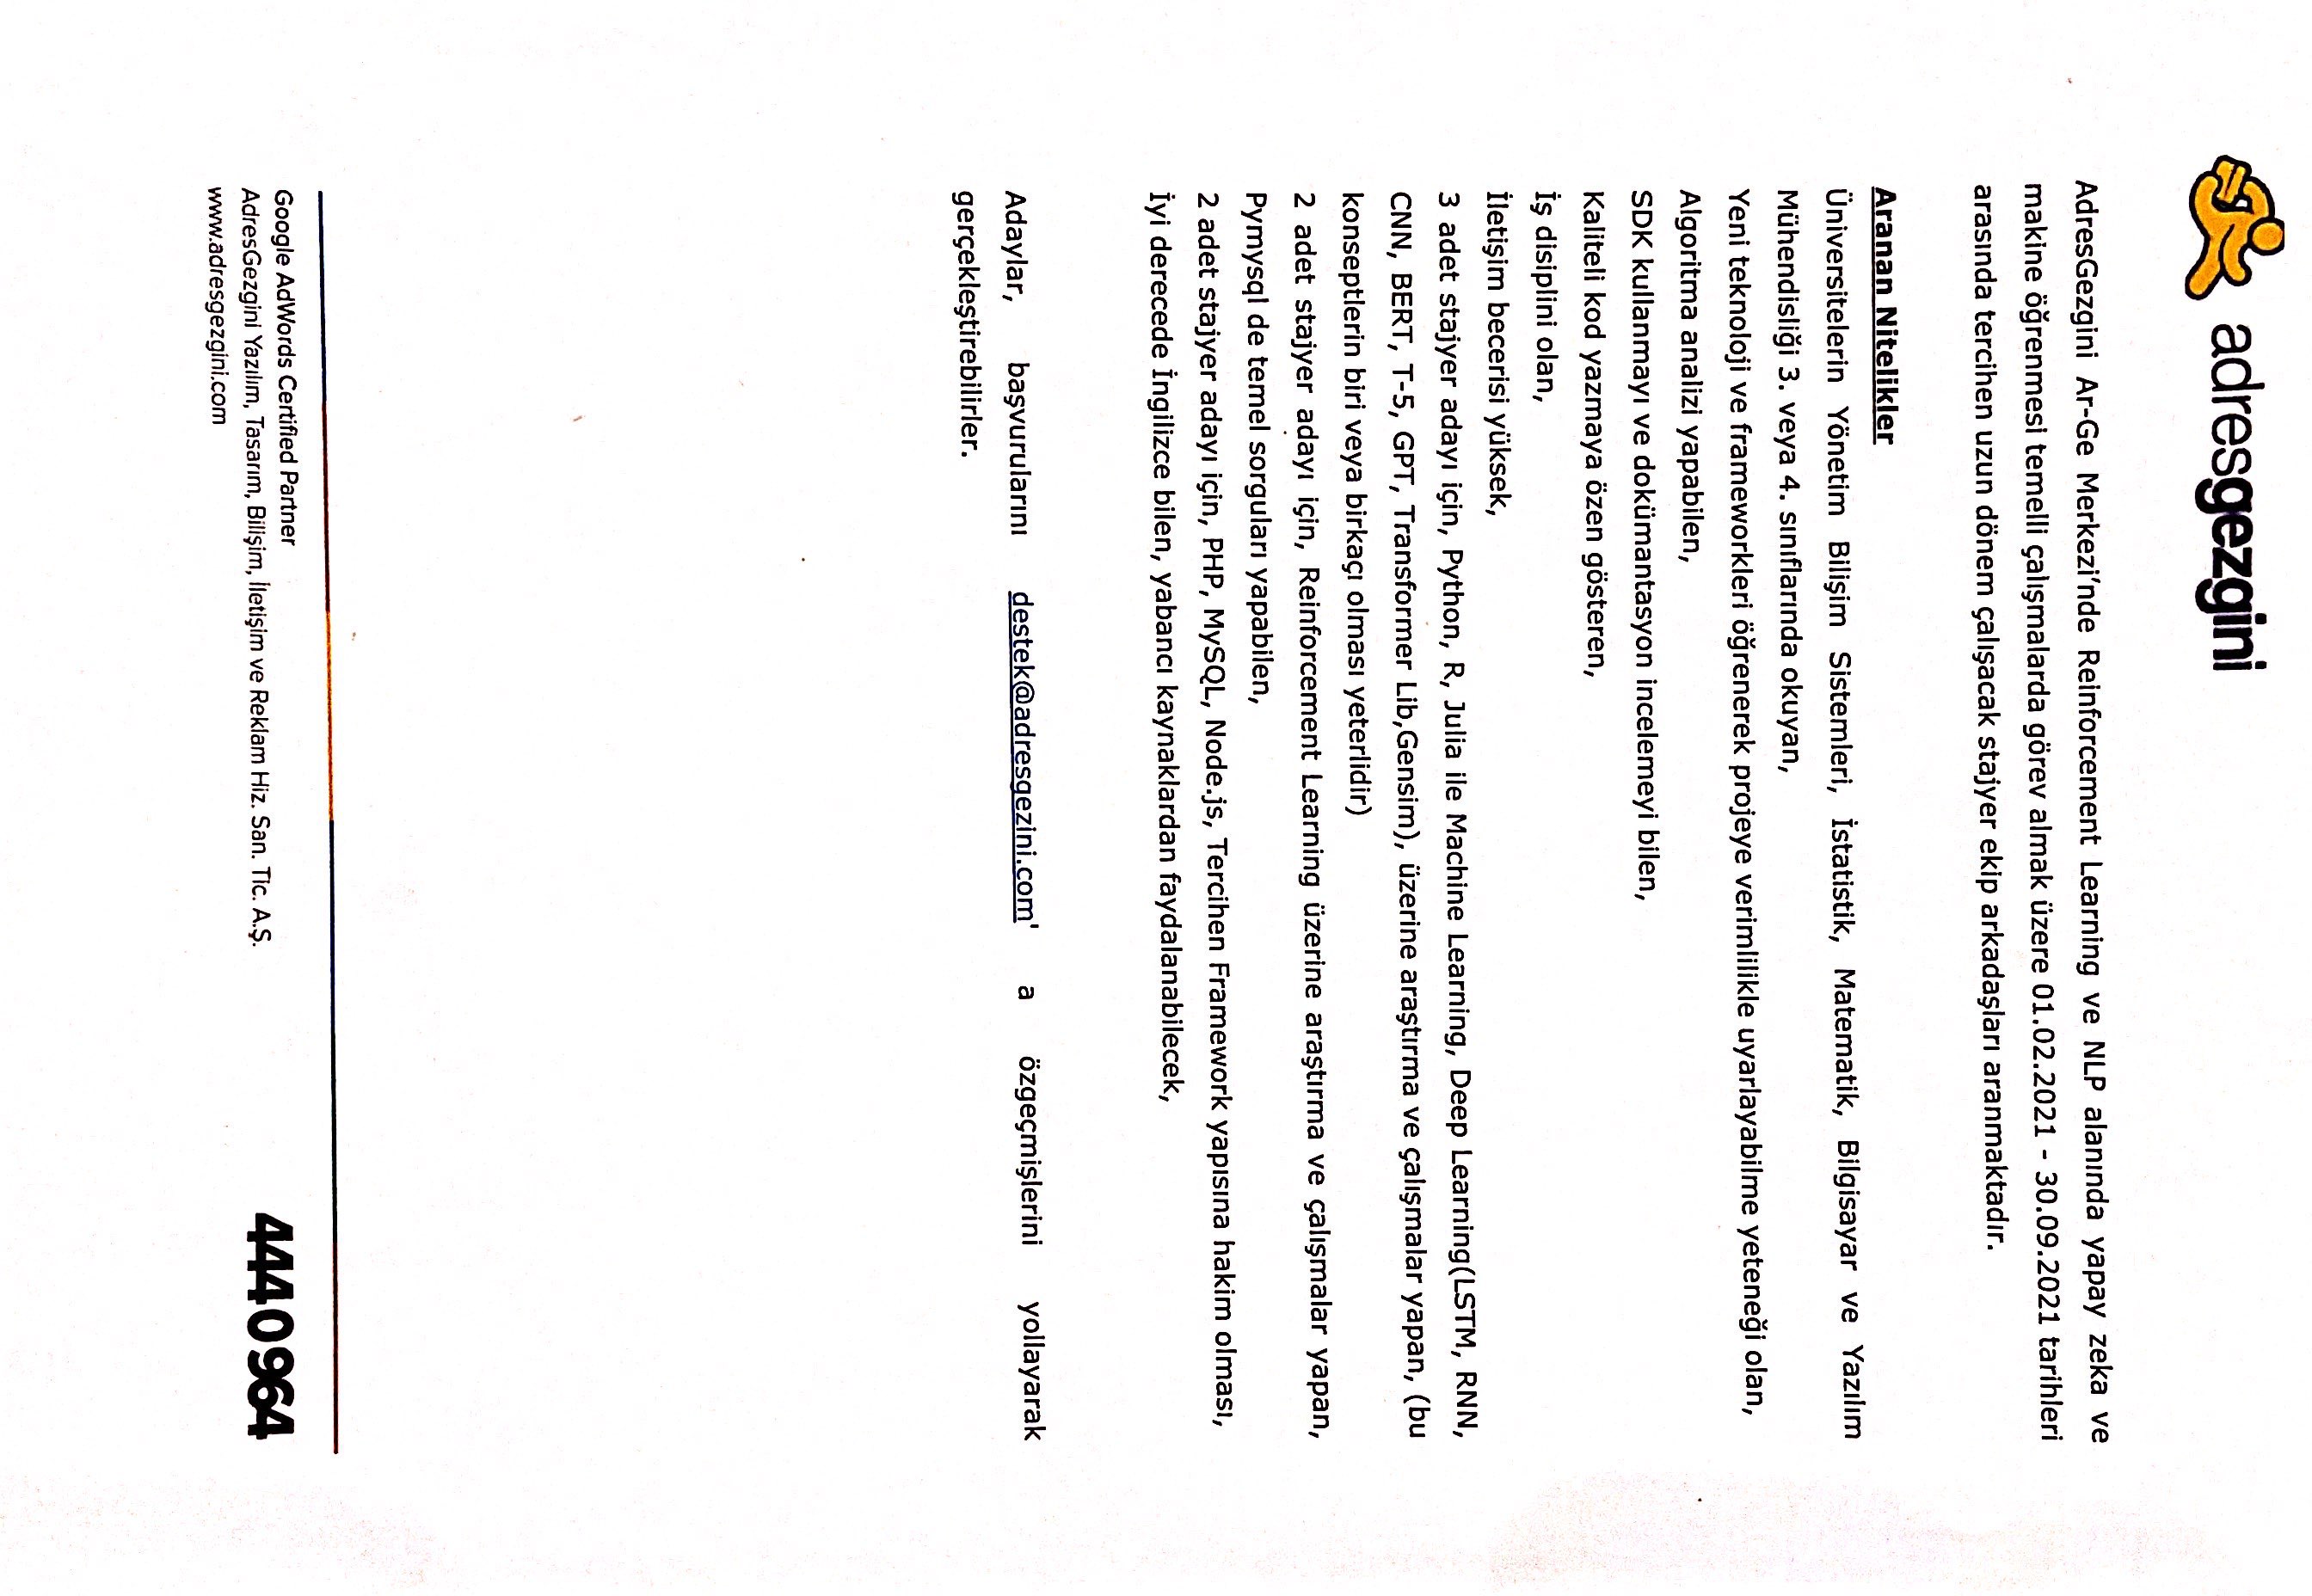 adresgezgini
AdresGezgini Ar-Ge Merkezi'nde Reinforcement Learning ve NLP alanında yapay zeka ve
makine öğrenmesi temelli çalışmalarda görev almak üzere 01.02.2021 - 30.09.2021 tarihleri
arasında tercihen uzun dönem çalışacak stajyer ekip arkadaşları aranmaktadır.
Aranan Nitelikler
Üniversitelerin Yönetim Bilişim Sistemleri, İstatistik, Matematik, Bilgisayar ve Yazılım
Mühendisliği 3. veya 4. sınıflarında okuyan,
Yeni teknoloji ve frameworkleri öğrenerek projeye verimlilikle uyarlayabilme yeteneği olan,
Algoritma analizi yapabilen,
SDK kullanmayı ve dokümantasyon incelemeyi bilen,
Kaliteli kod yazmaya özen gösteren,
İş disiplini olan,
İletişim becerisi yüksek,
3 adet stajyer adayı için, Python, R, Julia ile Machine Learning, Deep Learning(LSTM, RNN,
CNN, BERT, T-5, GPT, Transformer Lib,Gensim), üzerine araştırma ve çalışmalar yapan, (bu
konseptlerin biri veya birkaçı olması yeterlidir)
2 adet stajyer adayı için, Reinforcement Learning üzerine araştırma ve çalışmalar yapan,
Pymysql de temel sorguları yapabilen,
2 adet stajyer adayı için, PHP, MySQL, Node.js, Tercihen Framework yapısına hakim olması,
İyi derecede İngilizce bilen, yabancı kaynaklardan faydalanabilecek,
Adaylar, başvurularını destek@adresgezini.com' a özgeçmişlerini yollayarak
gerçekleştirebilirler.
Google AdWords Certified Partner
AdresGezgini Yazılım, Tasarım, Bilişim, İletişim ve Reklam Hiz. San. Tic. A.Ş.
www.adresgezgini.com
444 0 964